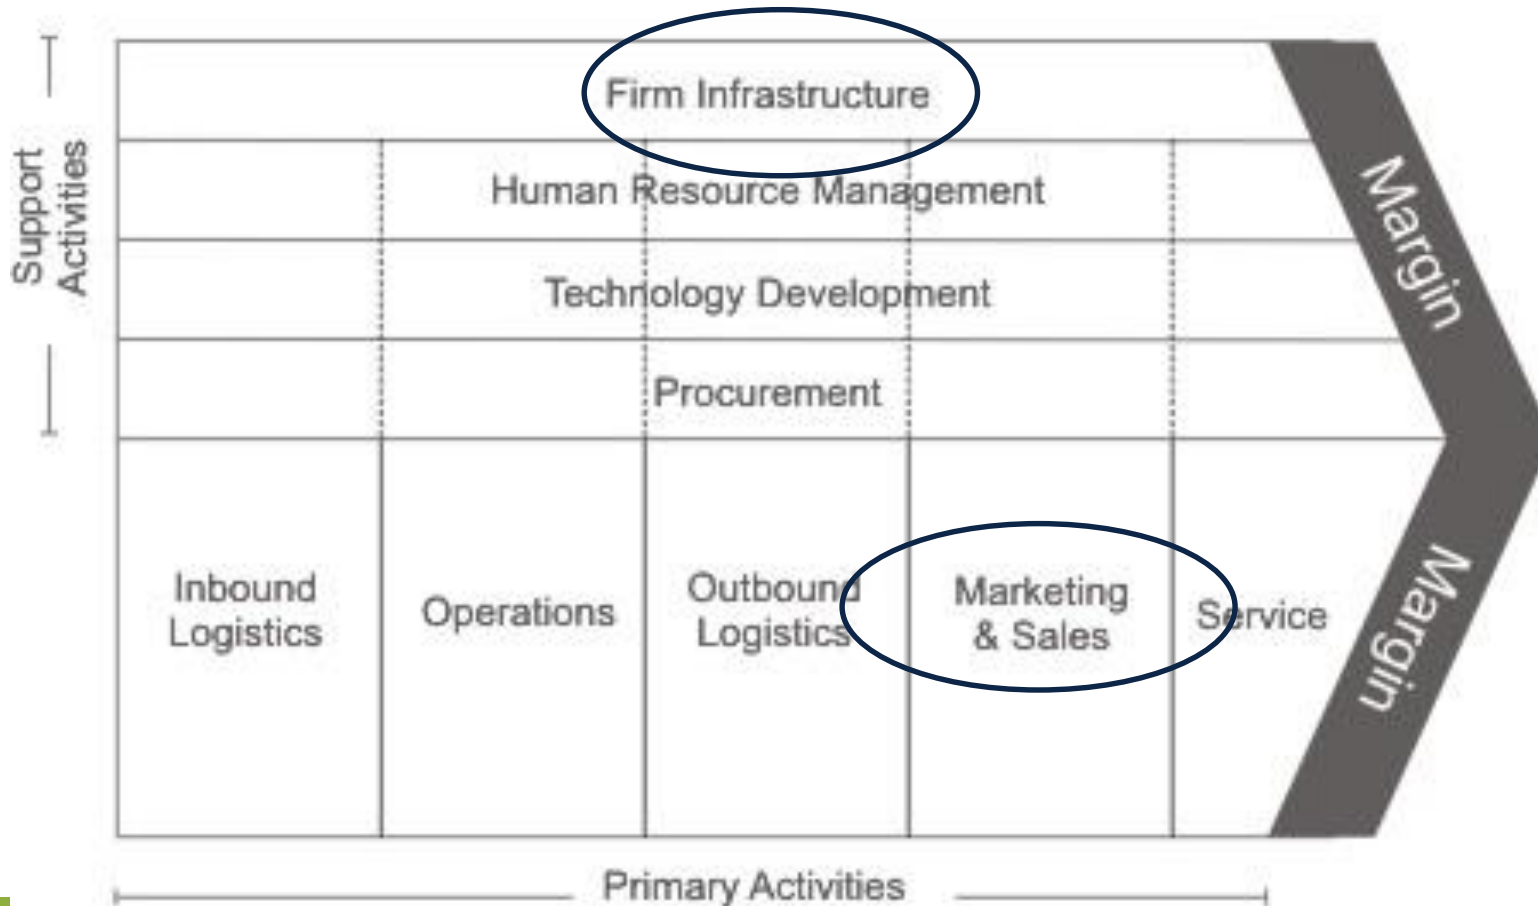 Firm Infrastructure
Support
Activities
Human Resource Management
Technology Development
Procurement
Margin
Inbound
Logistics
Operations
Outbound
Logistics
Marketing
& Sales
Service
Margin
Primary Activities